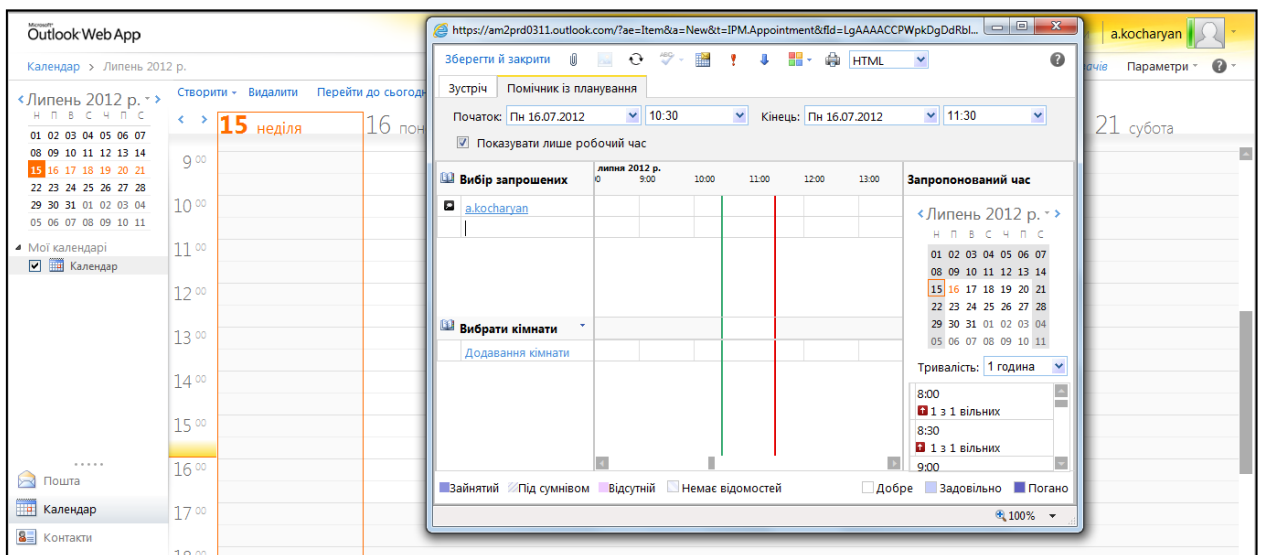 Microsoft
Outlook Web App
a.kocharyan
Календар > Липень 2012 р.
Параметри
Липень 2012 р.
Н П В С Ч П С
01 02 03 04 05 06 07
08 09 10 11 12 13 14
15 16 17 18 19 20 21
22 23 24 25 26 27 28
29 30 31 01 02 03 04
05 06 07 08 09 10 11
Мої календарі
Календар
Пошта
Календар
Контакти
Створити Видалити Перейти до сьогодн
15 неділя
16 пон
21 субота
9 00
10 00
11 00
12 00
13 00
14 00
15 00
16 00
17 00
https://am2prd0311.outlook.com/?ae=Item&a=New&t=IPM.Appointment&fId=LgAAAACCPWpkDgDdRbI...
Зберегти й закрити HTML
Зустріч Помічник із планування
Початок: Пн 16.07.2012 10:30 Кінець: Пн 16.07.2012 11:30
Показувати лише робочий час
Вибір запрошених
липня 2012 р.
0 9:00 10:00 11:00 12:00 13:00
a.kocharyan
Вибрати кімнати
Додавання кімнати
Запропонований час
Липень 2012 р.
Н П В С Ч П С
01 02 03 04 05 06 07
08 09 10 11 12 13 14
15 16 17 18 19 20 21
22 23 24 25 26 27 28
29 30 31 01 02 03 04
05 06 07 08 09 10 11
Тривалість: 1 година
8:00
1 з 1 вільних
8:30
1 з 1 вільних
9:00
Зайнятий Під сумнівом Відсутній Немає відомостей Добре Задовільно Погано
100%